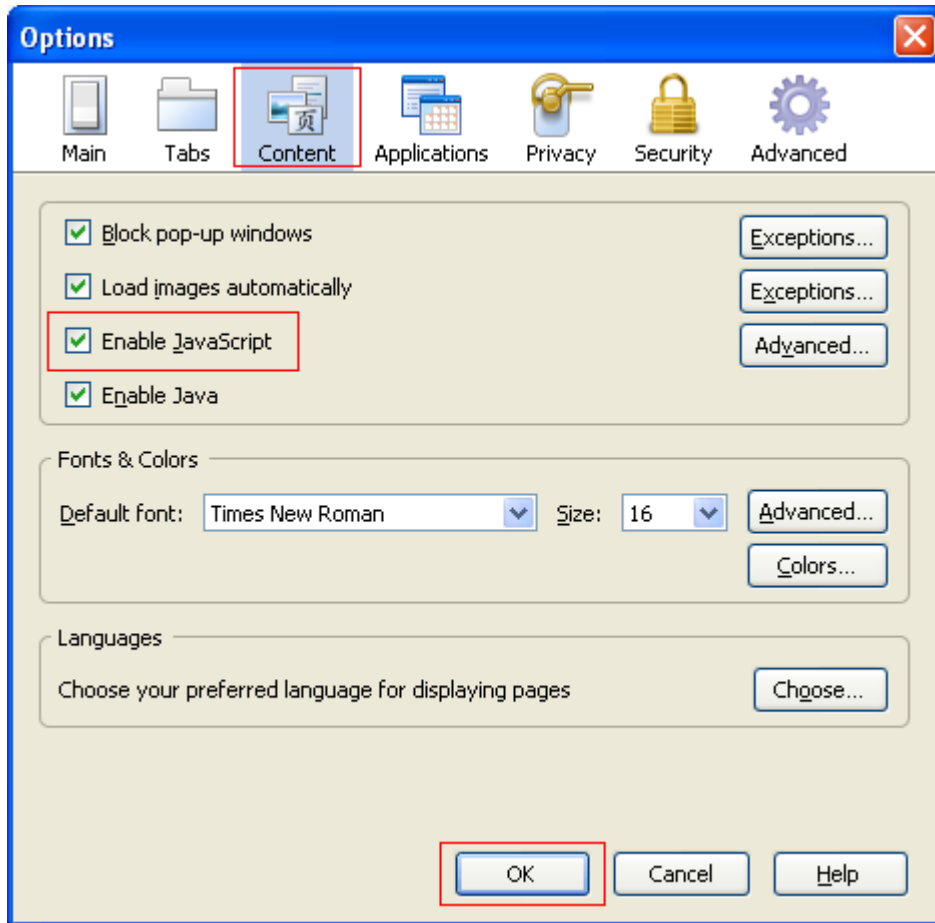 Options
页
Main Tabs Content Applications Privacy Security Advanced
Block pop-up windows Exceptions...
Load images automatically Exceptions...
Enable JavaScript Advanced...
Enable Java
Fonts & Colors
Default font: Times New Roman Size: 16 Advanced...
Colors...
Languages
Choose your preferred language for displaying pages Choose...
OK Cancel Help